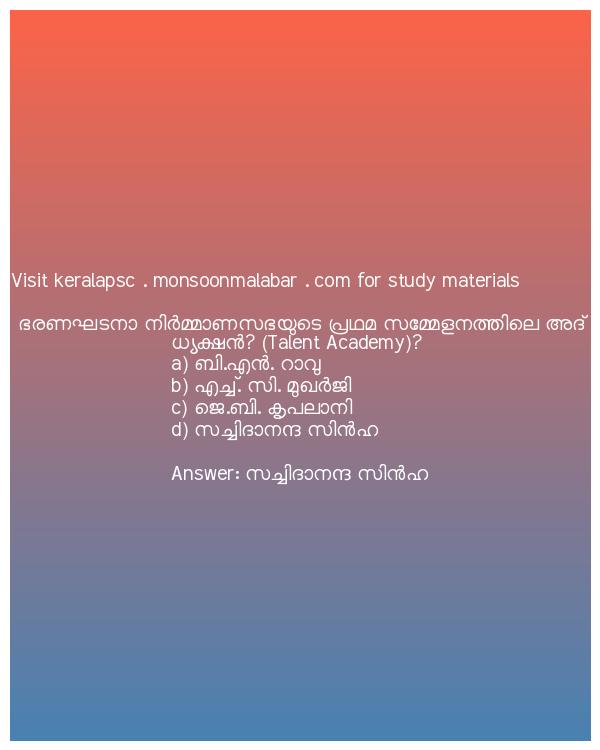 Visit keralapsc . monsoonmalabar . com for study materials
ഭരണഘടനാ നിർമ്മാണസഭയുടെ പ്രഥമ സമ്മേളനത്തിലെ അദ്
ധ്യക്ഷൻ? (Talent Academy)?
a) ബി.എൻ. റാവു
b) എച്ച്. സി. മുഖർജി
c) ജെ.ബി. കൃപലാനി
d) സച്ചിദാനന്ദ സിൻഹ
Answer: സച്ചിദാനന്ദ സിൻഹ